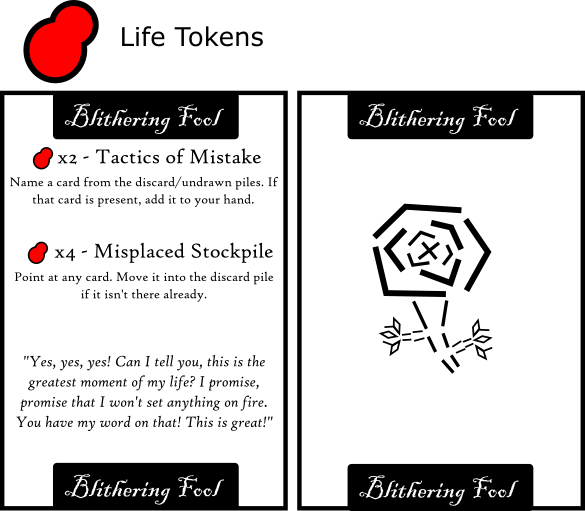 Life Tokens
Blithering Fool
x2 - Tactics of Mistake
Name a card from the discard/undrawn piles. If
that card is present, add it to your hand.
x4 - Misplaced Stockpile
Point at any card. Move it into the discard pile
if it isn't there already.
"Yes, yes, yes! Can I tell you, this is the
greatest moment of my life? I promise,
promise that I won't set anything on fire.
You have my word on that! This is great!"
Blithering Fool
Blithering Fool
Blithering Fool